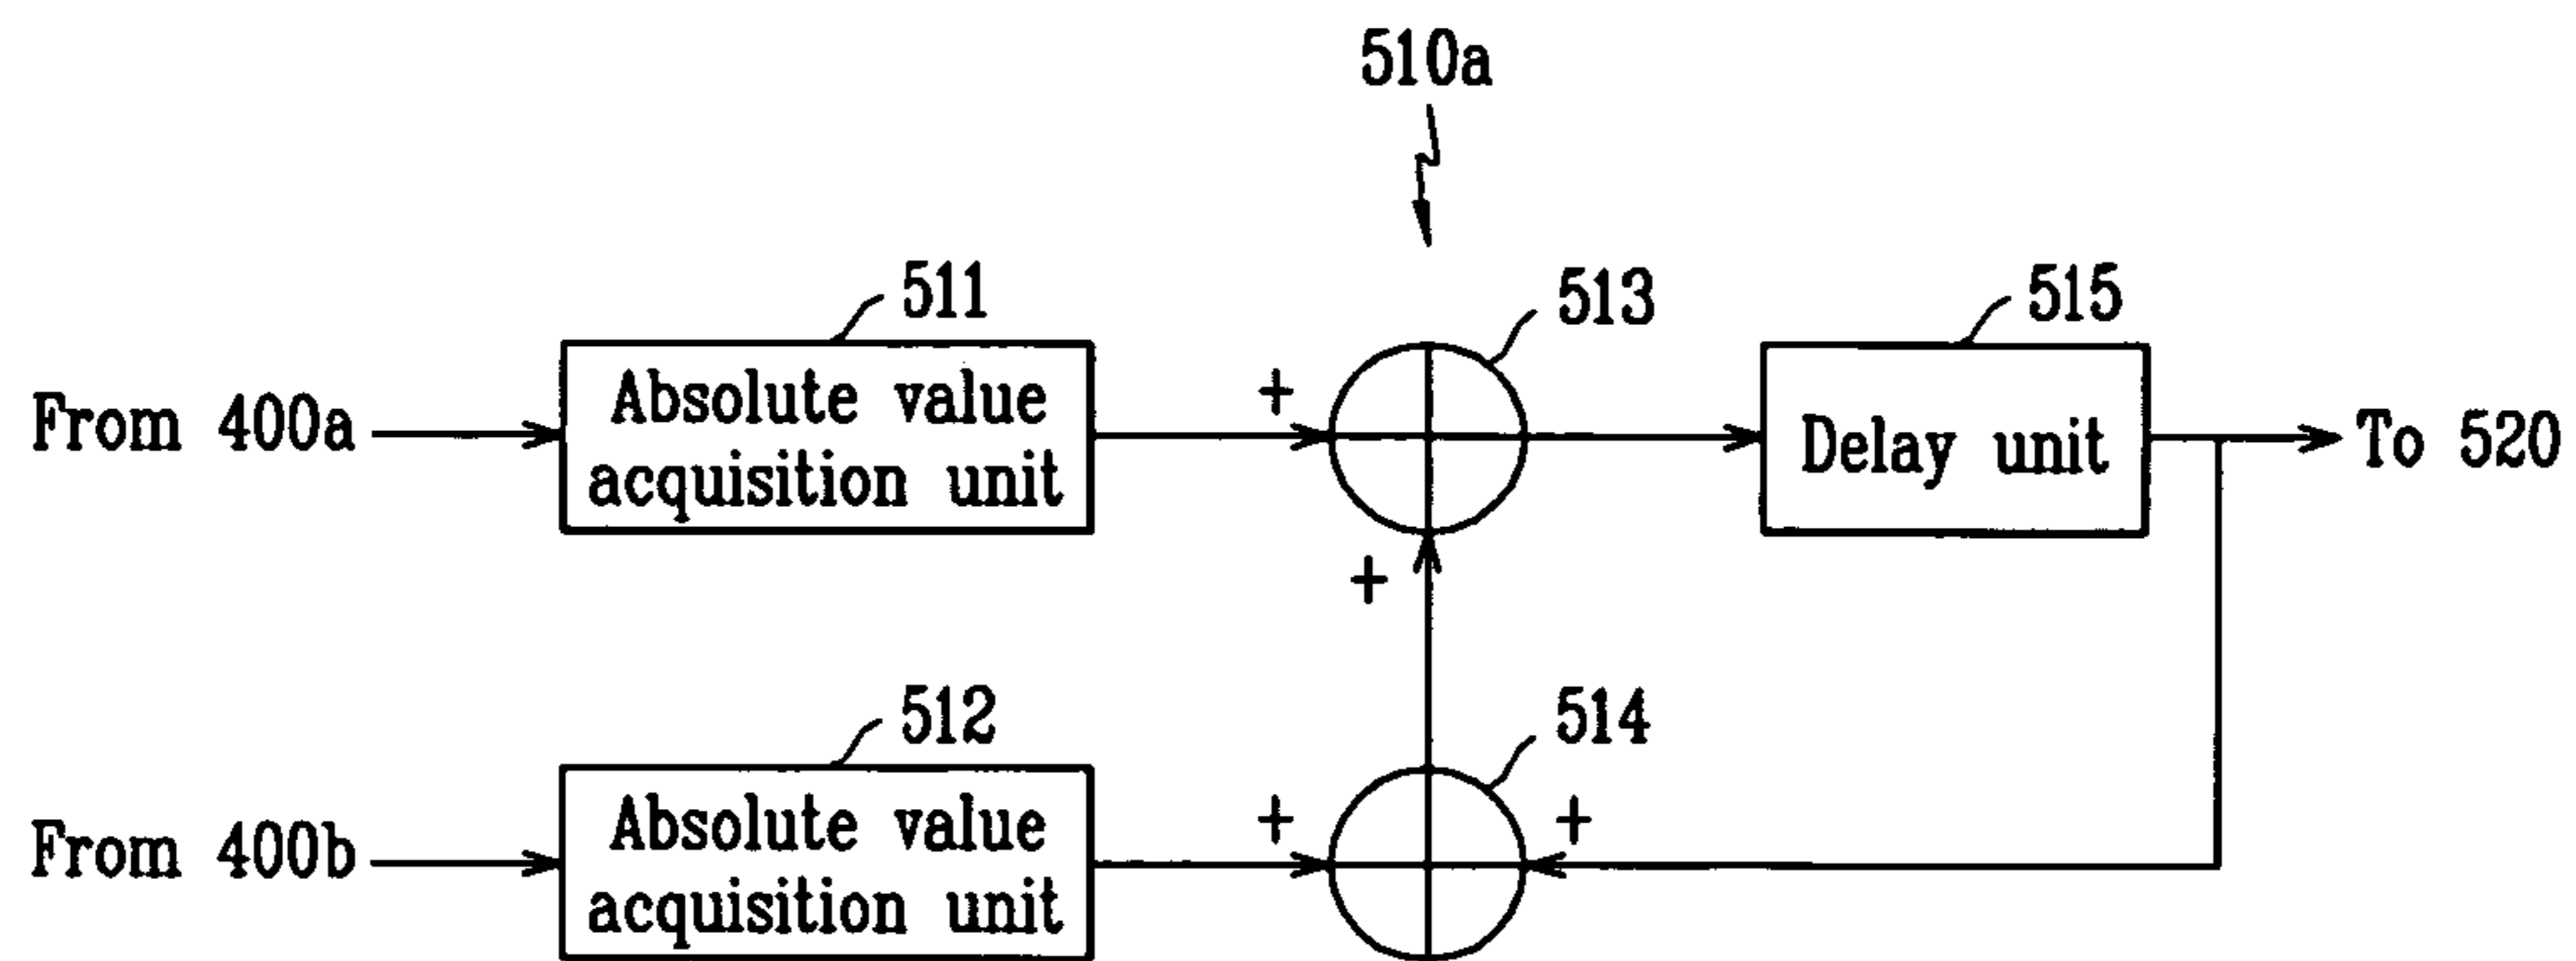 510a
511
513
515
From 400a
Absolute value
acquisition unit
+
Delay unit
To 520
+
512
514
From 400b
Absolute value
acquisition unit
+
+